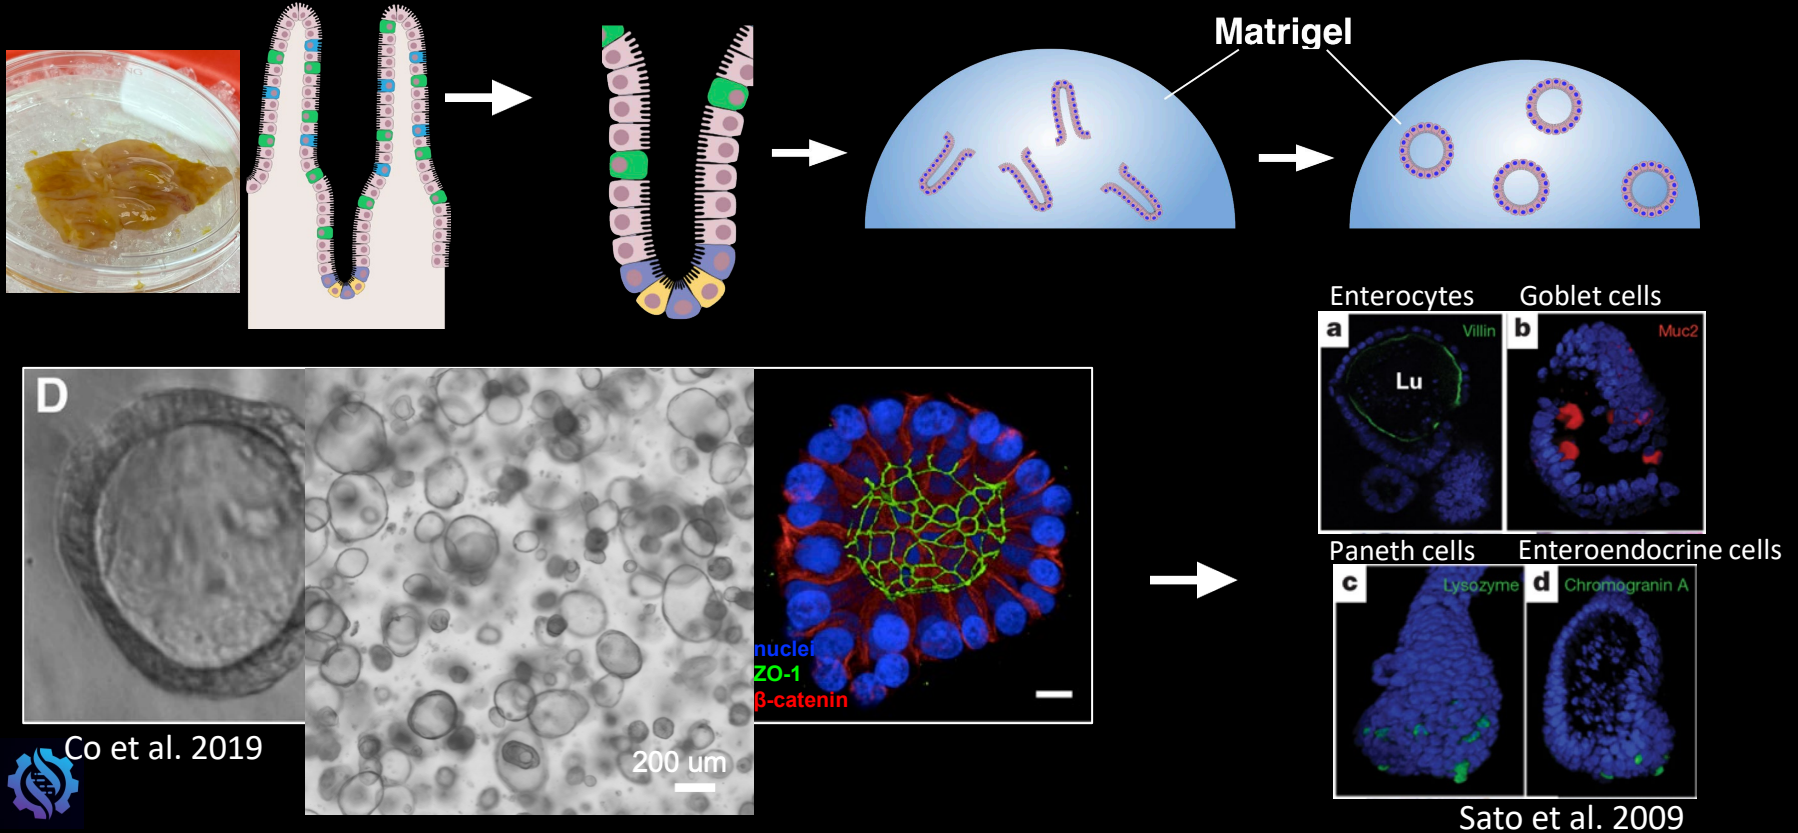 Matrigel
Enterocytes
Goblet cells
a
Villin
Lu
b
Muc2
Paneth cells
Enteroendocrine cells
c
Lysozyme
d
Chromogranin A
Sato et al. 2009
D
200 um
nuclei
ZO-1
β-catenin
Co et al. 2019